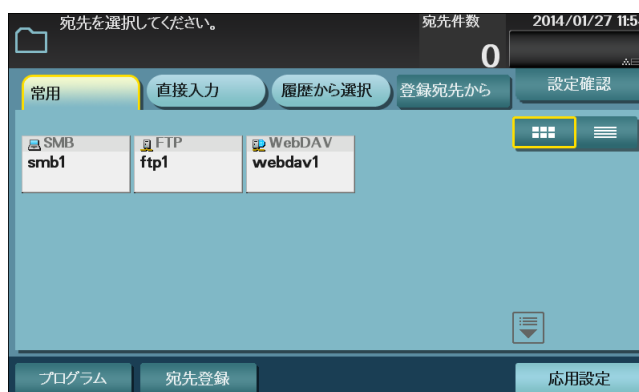 宛先を選択してください。
宛先件数
0
2014/01/27 11:5
常用
直接入力
履歴から選択
登録宛先から
設定確認
SMB
smb1
FTP
ftp1
WebDAV
webdav1
プログラム
宛先登録
応用設定